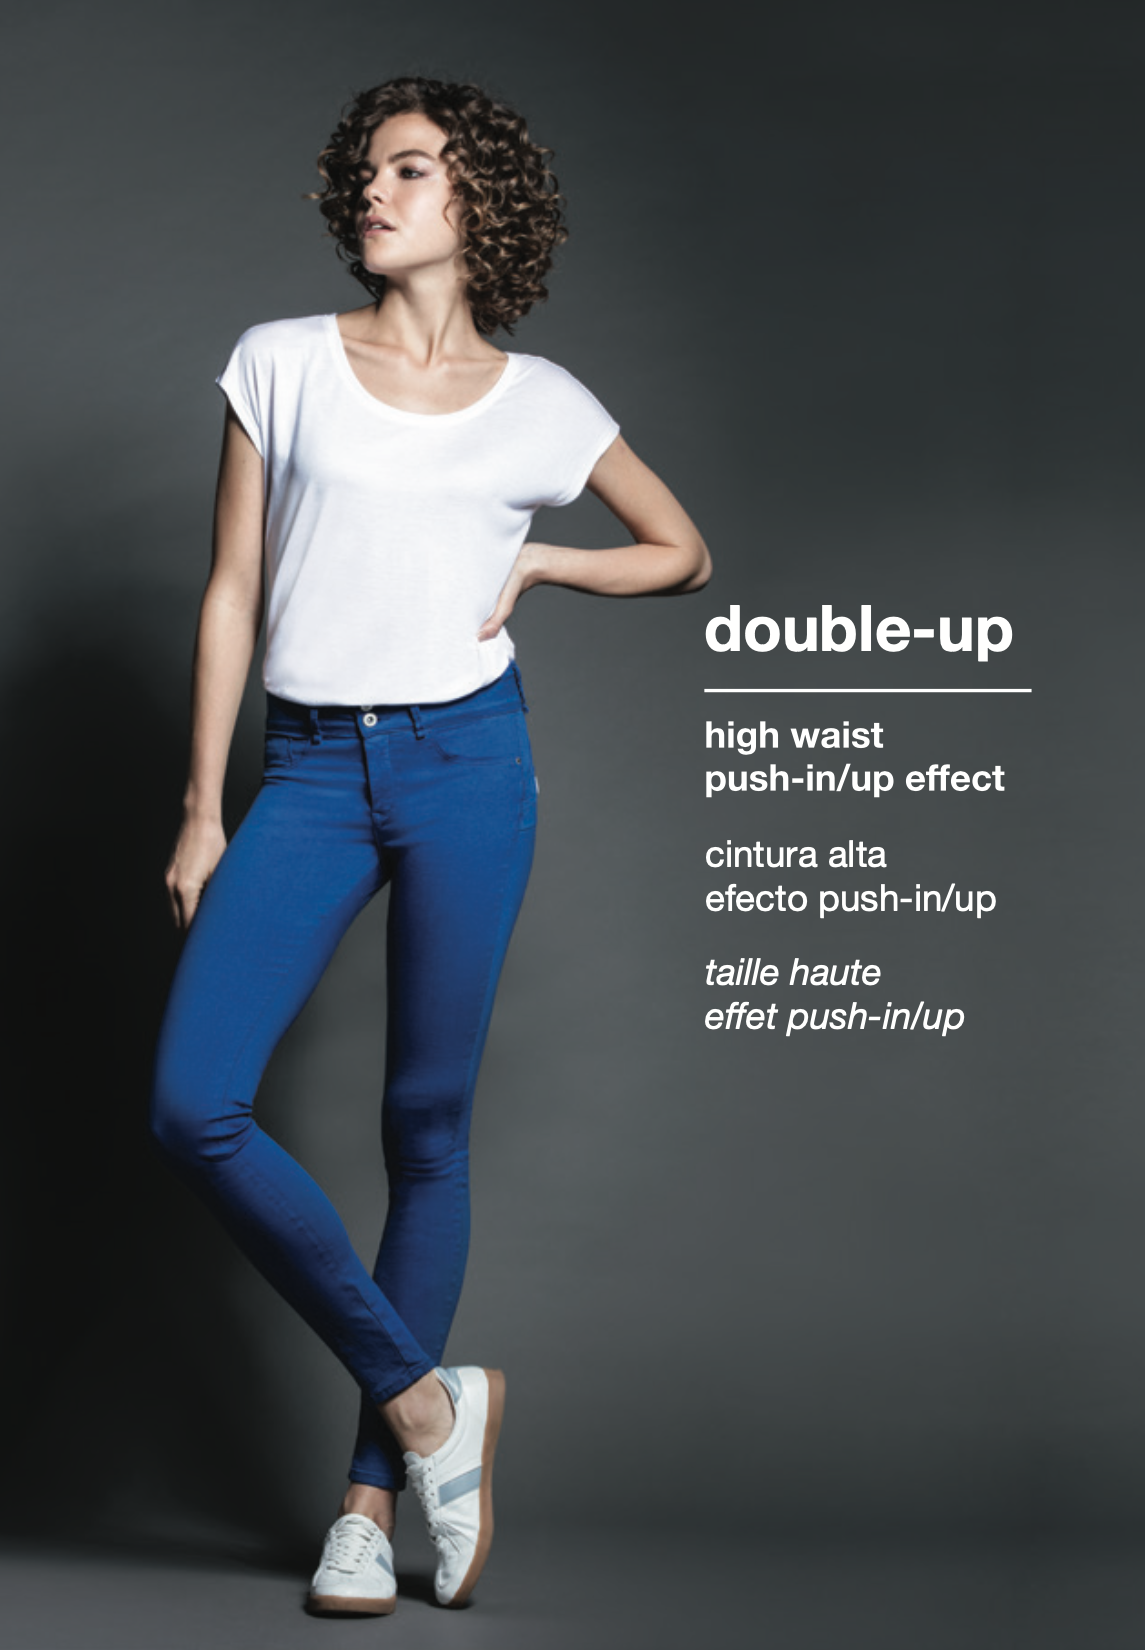 double-up
high waist
push-in/up effect
cintura alta
efecto push-in/up
taille haute
effet push-in/up